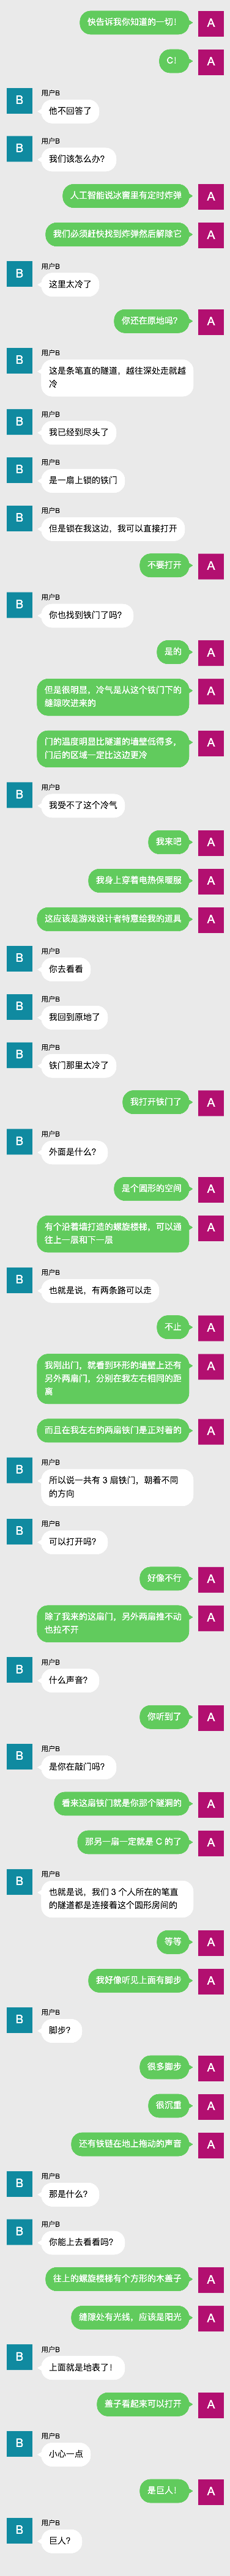 快告诉我你知道的一切！
A
C！
A
用户B
B
他不回答了
用户B
B
我们该怎么办？
人工智能说冰窖里有定时炸弹
A
我们必须赶快找到炸弹然后解除它
A
用户B
B
这里太冷了
你还在原地吗？
A
用户B
B
这是条笔直的隧道，越往深处走就越
冷
用户B
B
我已经到尽头了
用户B
B
是一扇上锁的铁门
用户B
B
但是锁在我这边，我可以直接打开
不要打开
A
用户B
B
你也找到铁门了吗？
是的
A
但是很明显，冷气是从这个铁门下的
缝隙吹进来的
A
门的温度明显比隧道的墙壁低得多，
门后的区域一定比这边更冷
A
用户B
B
我受不了这个冷气
我来吧
A
我身上穿着电热保暖服
A
这应该是游戏设计者特意给我的道具
A
用户B
B
你去看看
用户B
B
我回到原地了
用户B
B
铁门那里太冷了
我打开铁门了
A
用户B
B
外面是什么？
是个圆形的空间
A
有个沿着墙打造的螺旋楼梯，可以通
往上一层和下一层
A
用户B
B
也就是说，有两条路可以走
不止
A
我刚出门，就看到环形的墙壁上还有
另外两扇门，分别在我左右相同的距
离
A
而且在我左右的两扇铁门是正对着的
A
用户B
B
所以说一共有 3 扇铁门，朝着不同
的方向
用户B
B
可以打开吗？
好像不行
A
除了我来的这扇门，另外两扇推不动
也拉不开
A
用户B
B
什么声音？
你听到了
A
用户B
B
是你在敲门吗？
看来这扇铁门就是你那个隧洞的
A
那另一扇一定就是 C 的了
A
用户B
B
也就是说，我们 3 个人所在的笔直
的隧道都是连接着这个圆形房间的
等等
A
我好像听见上面有脚步
A
用户B
B
脚步？
很多脚步
A
很沉重
A
还有铁链在地上拖动的声音
A
用户B
B
那是什么？
用户B
B
你能上去看看吗？
往上的螺旋楼梯有个方形的木盖子
A
缝隙处有光线，应该是阳光
A
用户B
B
上面就是地表了！
盖子看起来可以打开
A
用户B
B
小心一点
是巨人！
A
用户B
B
巨人？